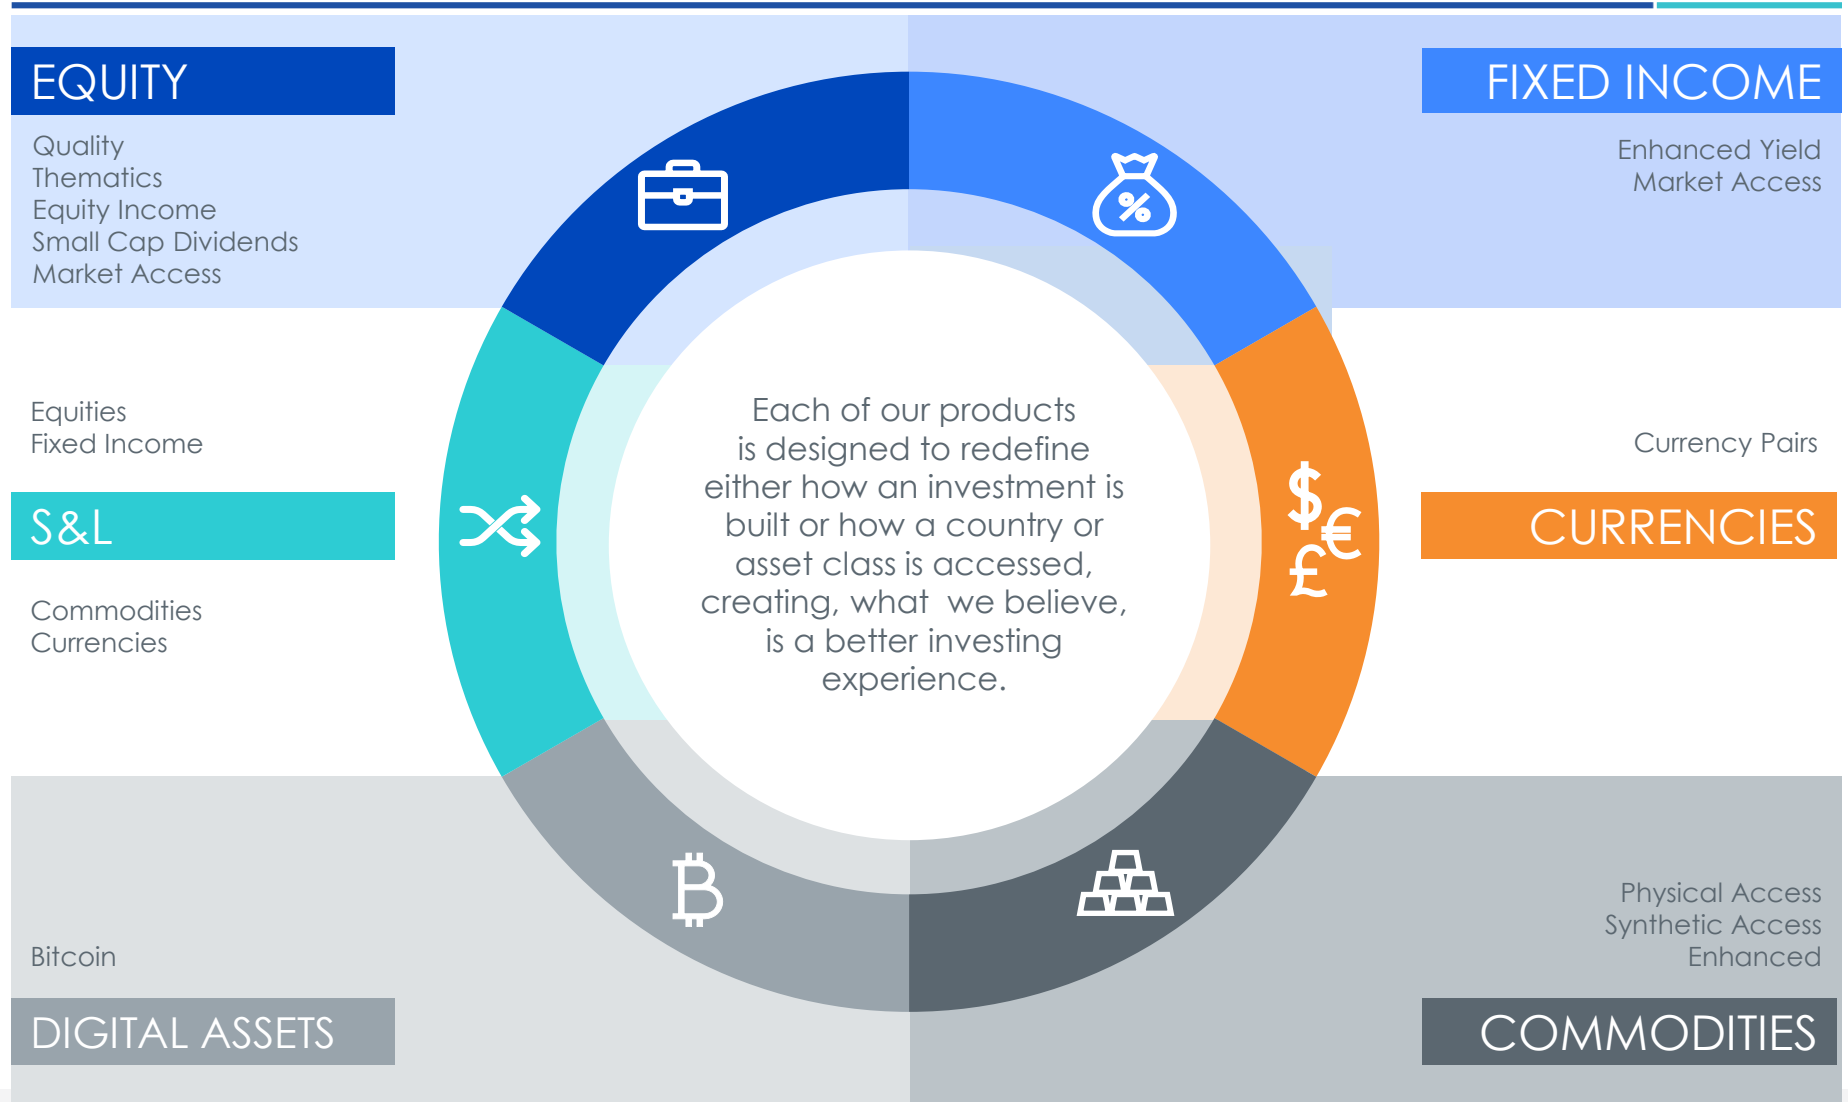 EQUITY
Quality
Thematics
Equity Income
Small Cap Dividends
Market Access
FIXED INCOME
Enhanced Yield
Market Access
Equities
Fixed Income
S&L
Commodities
Currencies
Each of our products
is designed to redefine
either how an investment is
built or how a country or
asset class is accessed,
creating, what we believe,
is a better investing
experience.
Currency Pairs
CURRENCIES
Bitcoin
DIGITAL ASSETS
Physical Access
Synthetic Access
Enhanced
COMMODITIES